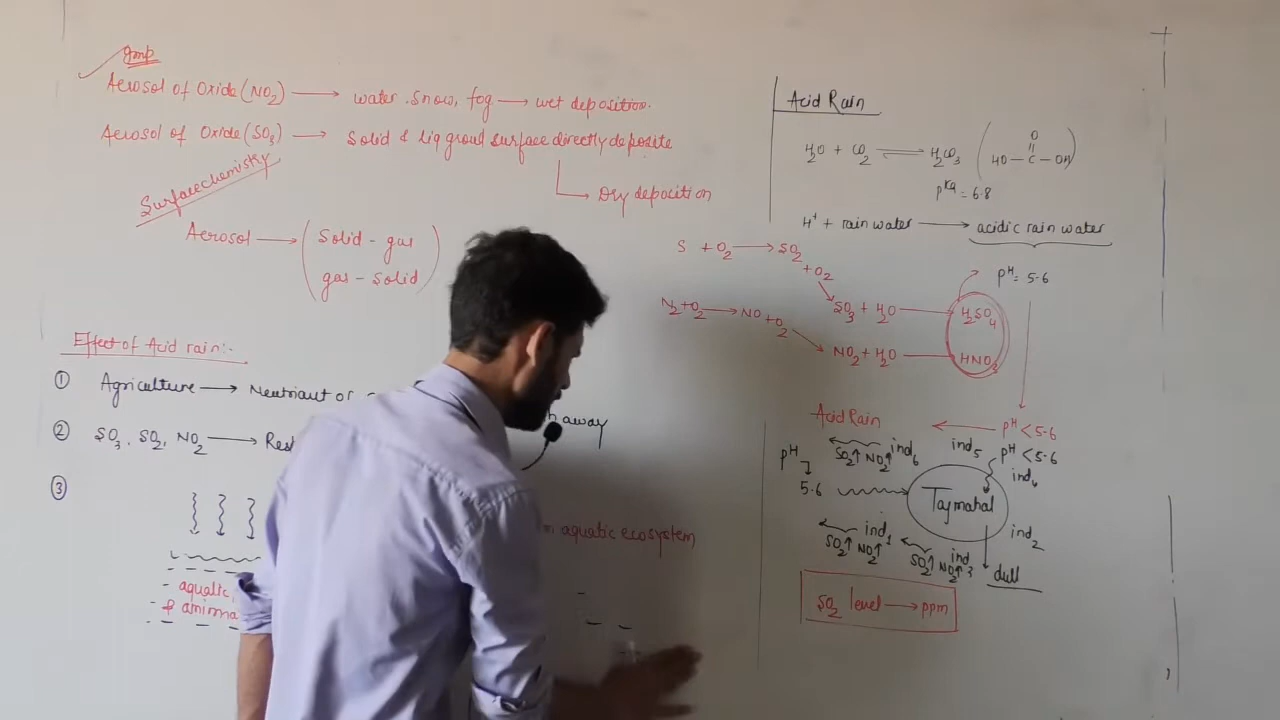 Imp
Aerosol of Oxide (NO2) → water, snow, fog → wet deposition.
Aerosol of Oxide (SO3) → Solid & liq groud surface directly deposite
→ Dry deposition
Surfacechemistry
Aerosol → ( Solid - gas
gas - Solid )
Effect of Acid rain:-
① Agriculture → Neutriant of
h away
② SO3, SO2, NO2 →
③
aquatic ecosystem
aqualtic,
Acid Rain
H2O + CO2 ⇌ H2CO3 ( HO — C — OH )
O
pKa = 6.8
H+ + rain water → acidic rain water
pH = 5.6
S + O2 → SO2
+ O2
SO3 + H2O → H2SO4
N2 + O2 → NO + O2
NO2 + H2O → HNO3
Acid Rain ← pH < 5.6
pH
5.6
SO2↑ NO2↑ ind6
ind5
pH < 5.6
ind4
Tajmahal
ind1
SO2↑ NO2↑
ind3
SO2↑ NO2↑
ind2
dull
SO2 level → ppm